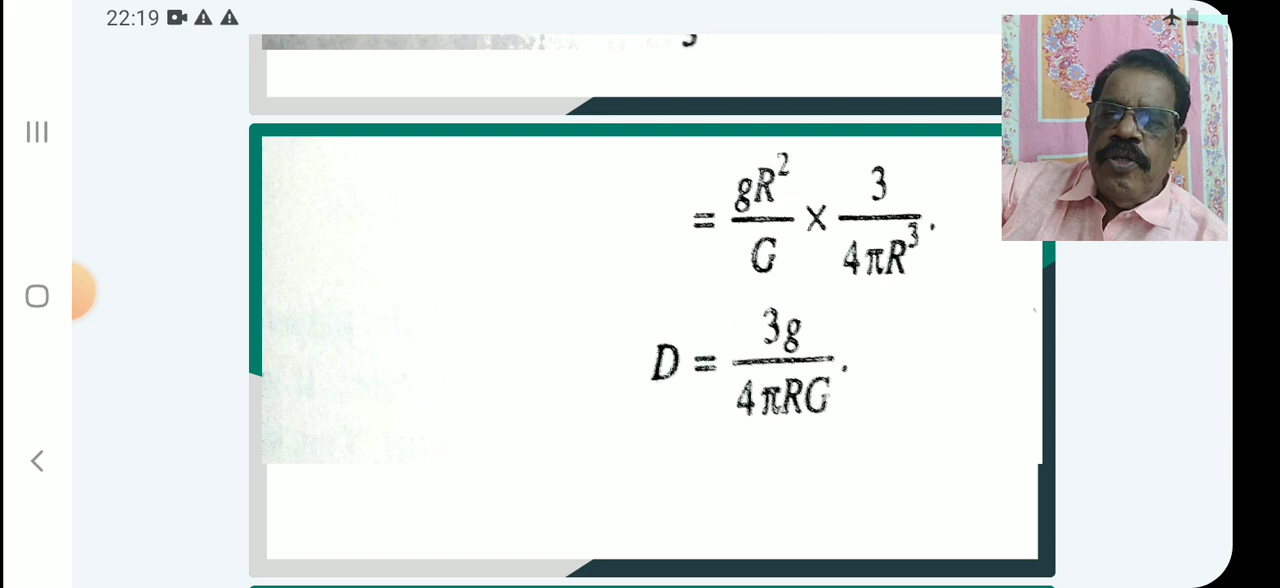 22:19
= gR²/G × 3/4πR³.
D = 3g/4πRG.